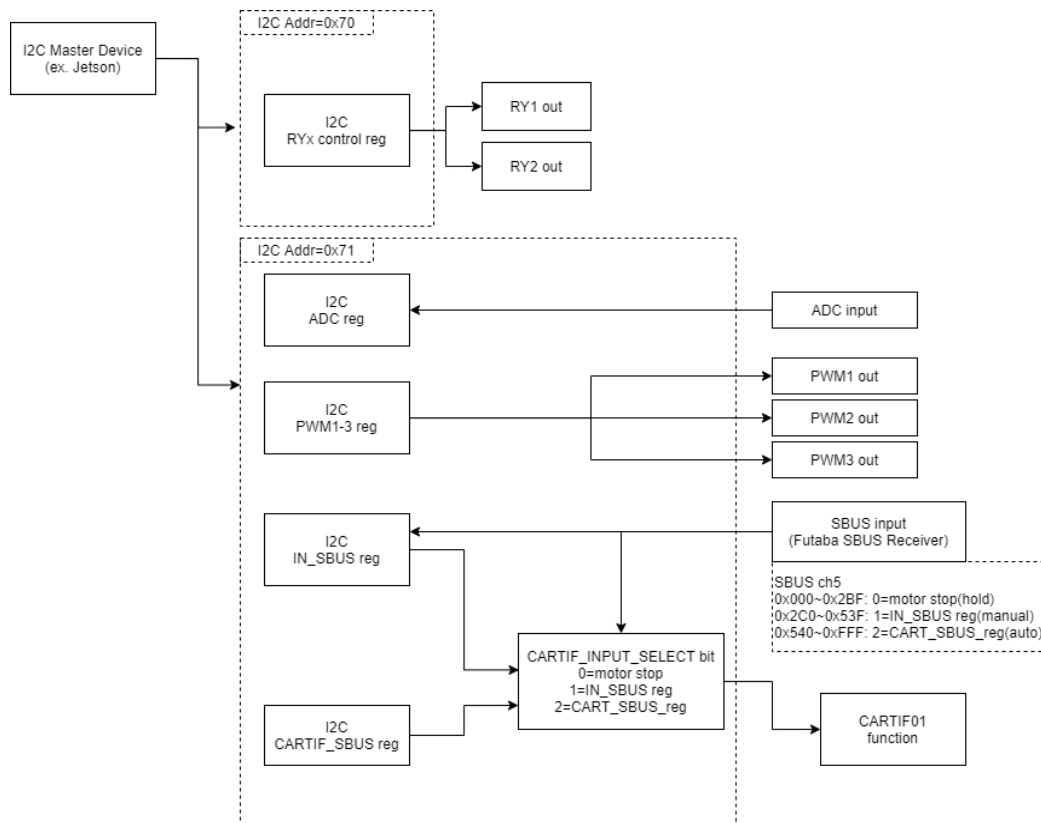 I2C Addr=0x70
I2C Master Device
(ex. Jetson)
I2C
RYx control reg
RY1 out
RY2 out
I2C Addr=0x71
I2C
ADC reg
ADC input
I2C
PWM1-3 reg
PWM1 out
PWM2 out
PWM3 out
I2C
IN_SBUS reg
SBUS input
(Futaba SBUS Receiver)
SBUS ch5
0x000~0x2BF: 0=motor stop(hold)
0x2C0~0x53F: 1=IN_SBUS reg(manual)
0x540~0xFFF: 2=CART_SBUS_reg(auto)
CARTIF_INPUT_SELECT bit
0=motor stop
1=IN_SBUS reg
2=CART_SBUS_reg
I2C
CARTIF_SBUS reg
CARTIF01
function